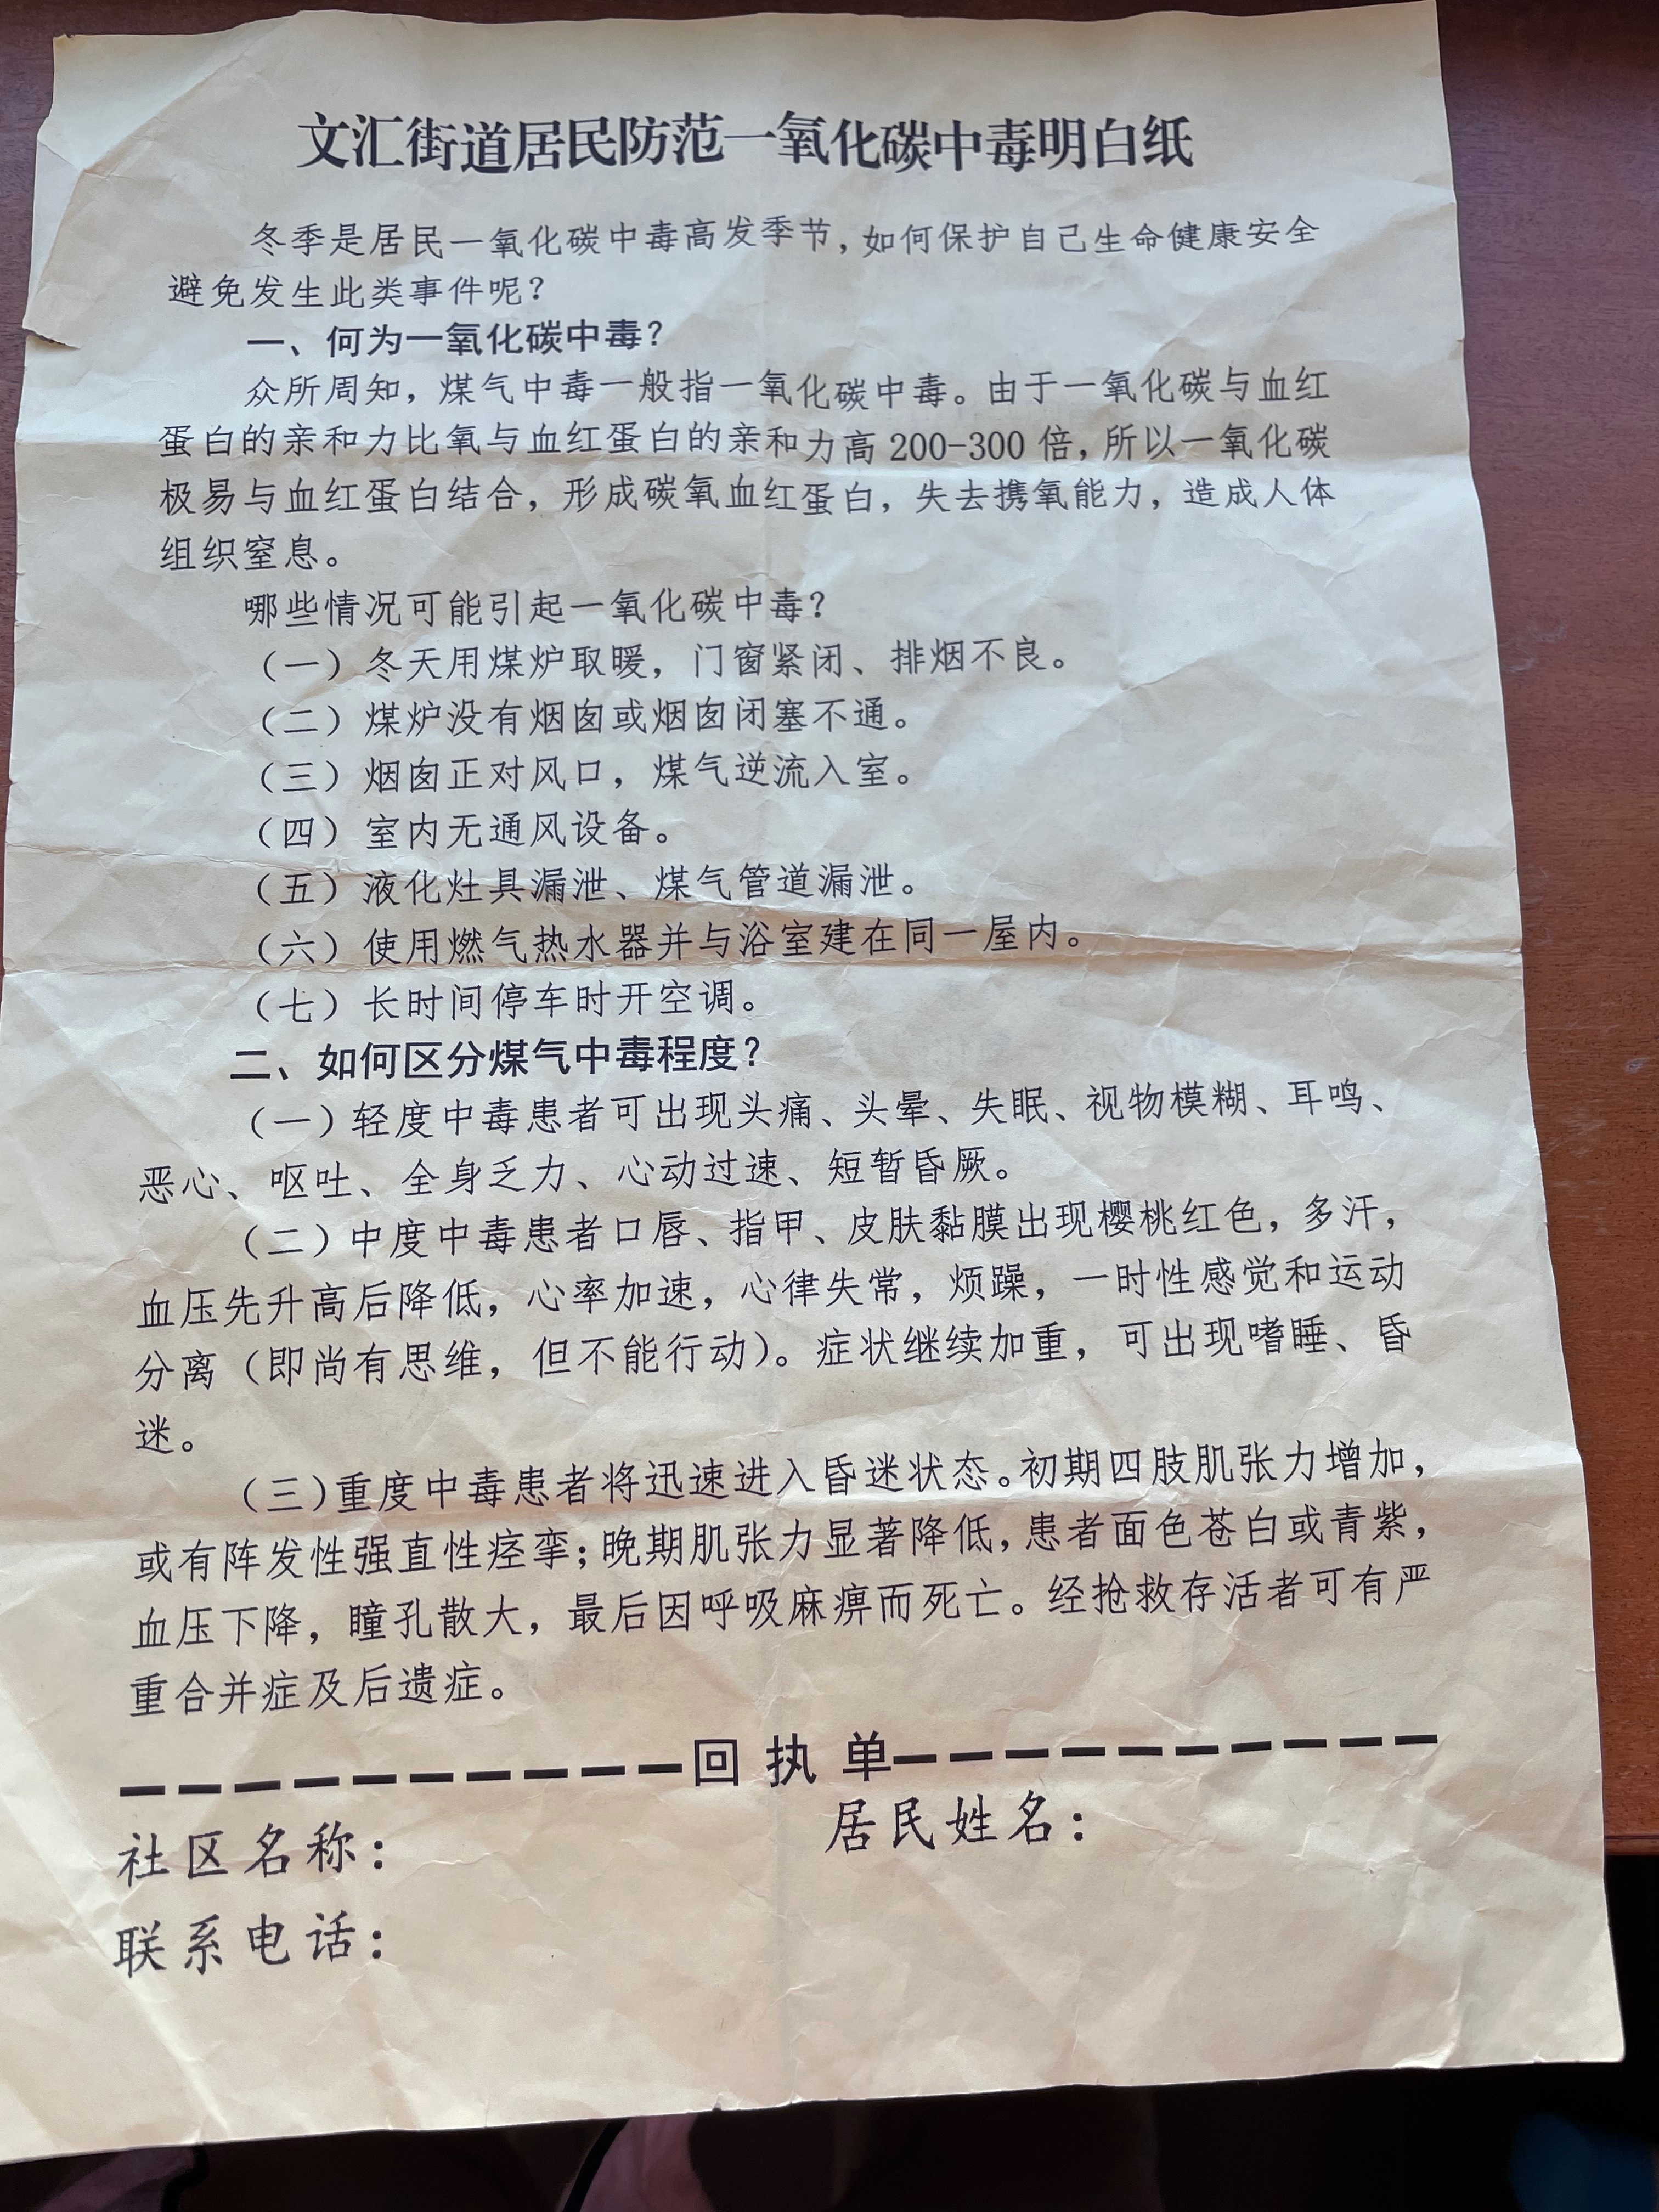 文汇街道居民防范一氧化碳中毒明白纸
冬季是居民一氧化碳中毒高发季节，如何保护自己生命健康安全
避免发生此类事件呢？
一、何为一氧化碳中毒？
众所周知，煤气中毒一般指一氧化碳中毒。由于一氧化碳与血红
蛋白的亲和力比氧与血红蛋白的亲和力高 200-300 倍，所以一氧化碳
极易与血红蛋白结合，形成碳氧血红蛋白，失去携氧能力，造成人体
组织窒息。
哪些情况可能引起一氧化碳中毒？
（一）冬天用煤炉取暖，门窗紧闭、排烟不良。
（二）煤炉没有烟囱或烟囱闭塞不通。
（三）烟囱正对风口，煤气逆流入室。
（四）室内无通风设备。
（五）液化灶具漏泄、煤气管道漏泄。
（六）使用燃气热水器并与浴室建在同一屋内。
（七）长时间停车时开空调。
二、如何区分煤气中毒程度？
（一）轻度中毒患者可出现头痛、头晕、失眠、视物模糊、耳鸣、
恶心、呕吐、全身乏力、心动过速、短暂昏厥。
（二）中度中毒患者口唇、指甲、皮肤黏膜出现樱桃红色，多汗，
血压先升高后降低，心率加速，心律失常，烦躁，一时性感觉和运动
分离（即尚有思维，但不能行动）。症状继续加重，可出现嗜睡、昏
迷。
（三）重度中毒患者将迅速进入昏迷状态。初期四肢肌张力增加，
或有阵发性强直性痉挛；晚期肌张力显著降低，患者面色苍白或青紫，
血压下降，瞳孔散大，最后因呼吸麻痹而死亡。经抢救存活者可有严
重合并症及后遗症。
——————————回 执 单——————————
社区名称： 居民姓名：
联系电话：